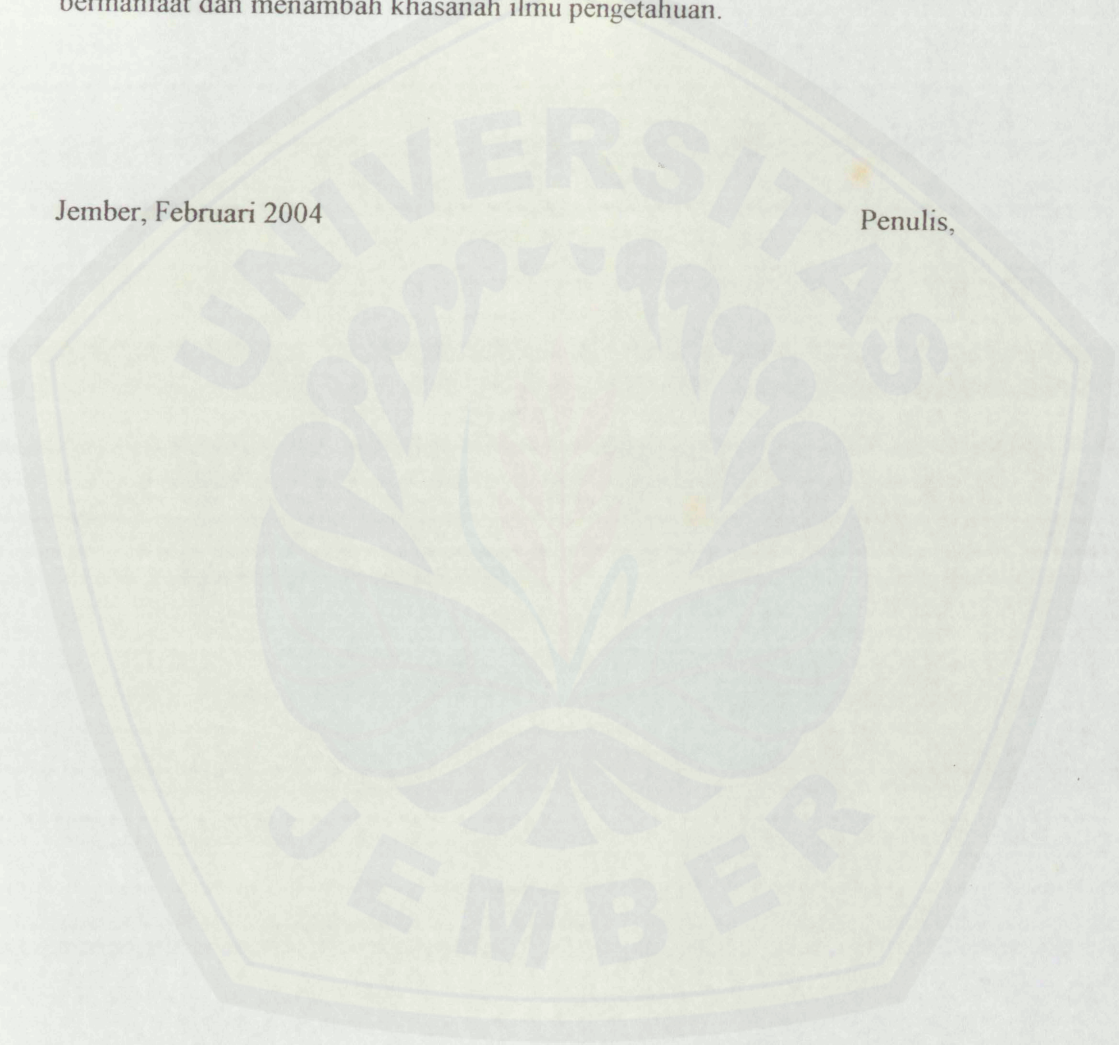 bermanfaat dan menambah khasanah ilmu pengetahuan.
Jember, Februari 2004 Penulis,
UNIVERSITAS
JEMBER